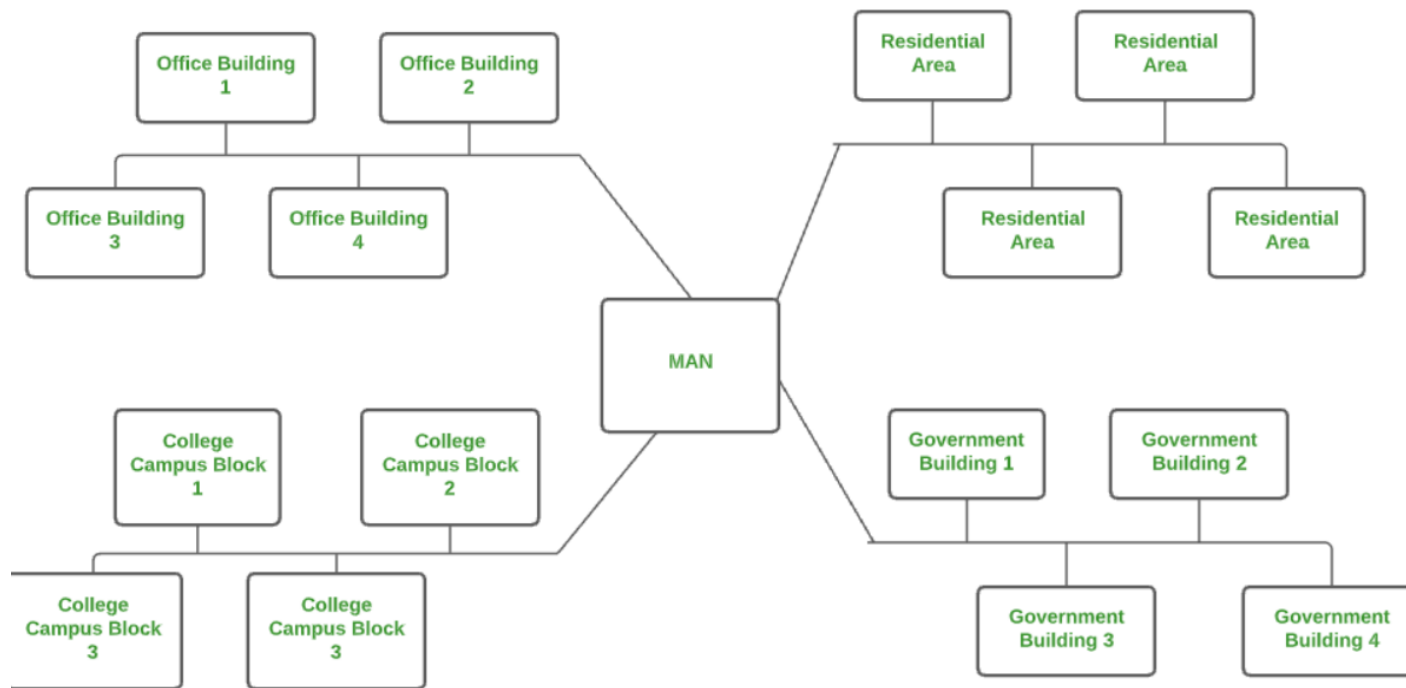 Office Building
1
Office Building
2
Residential
Area
Residential
Area
Office Building
3
Office Building
4
Residential
Area
Residential
Area
MAN
College
Campus Block
1
College
Campus Block
2
Government
Building 1
Government
Building 2
College
Campus Block
3
College
Campus Block
3
Government
Building 3
Government
Building 4